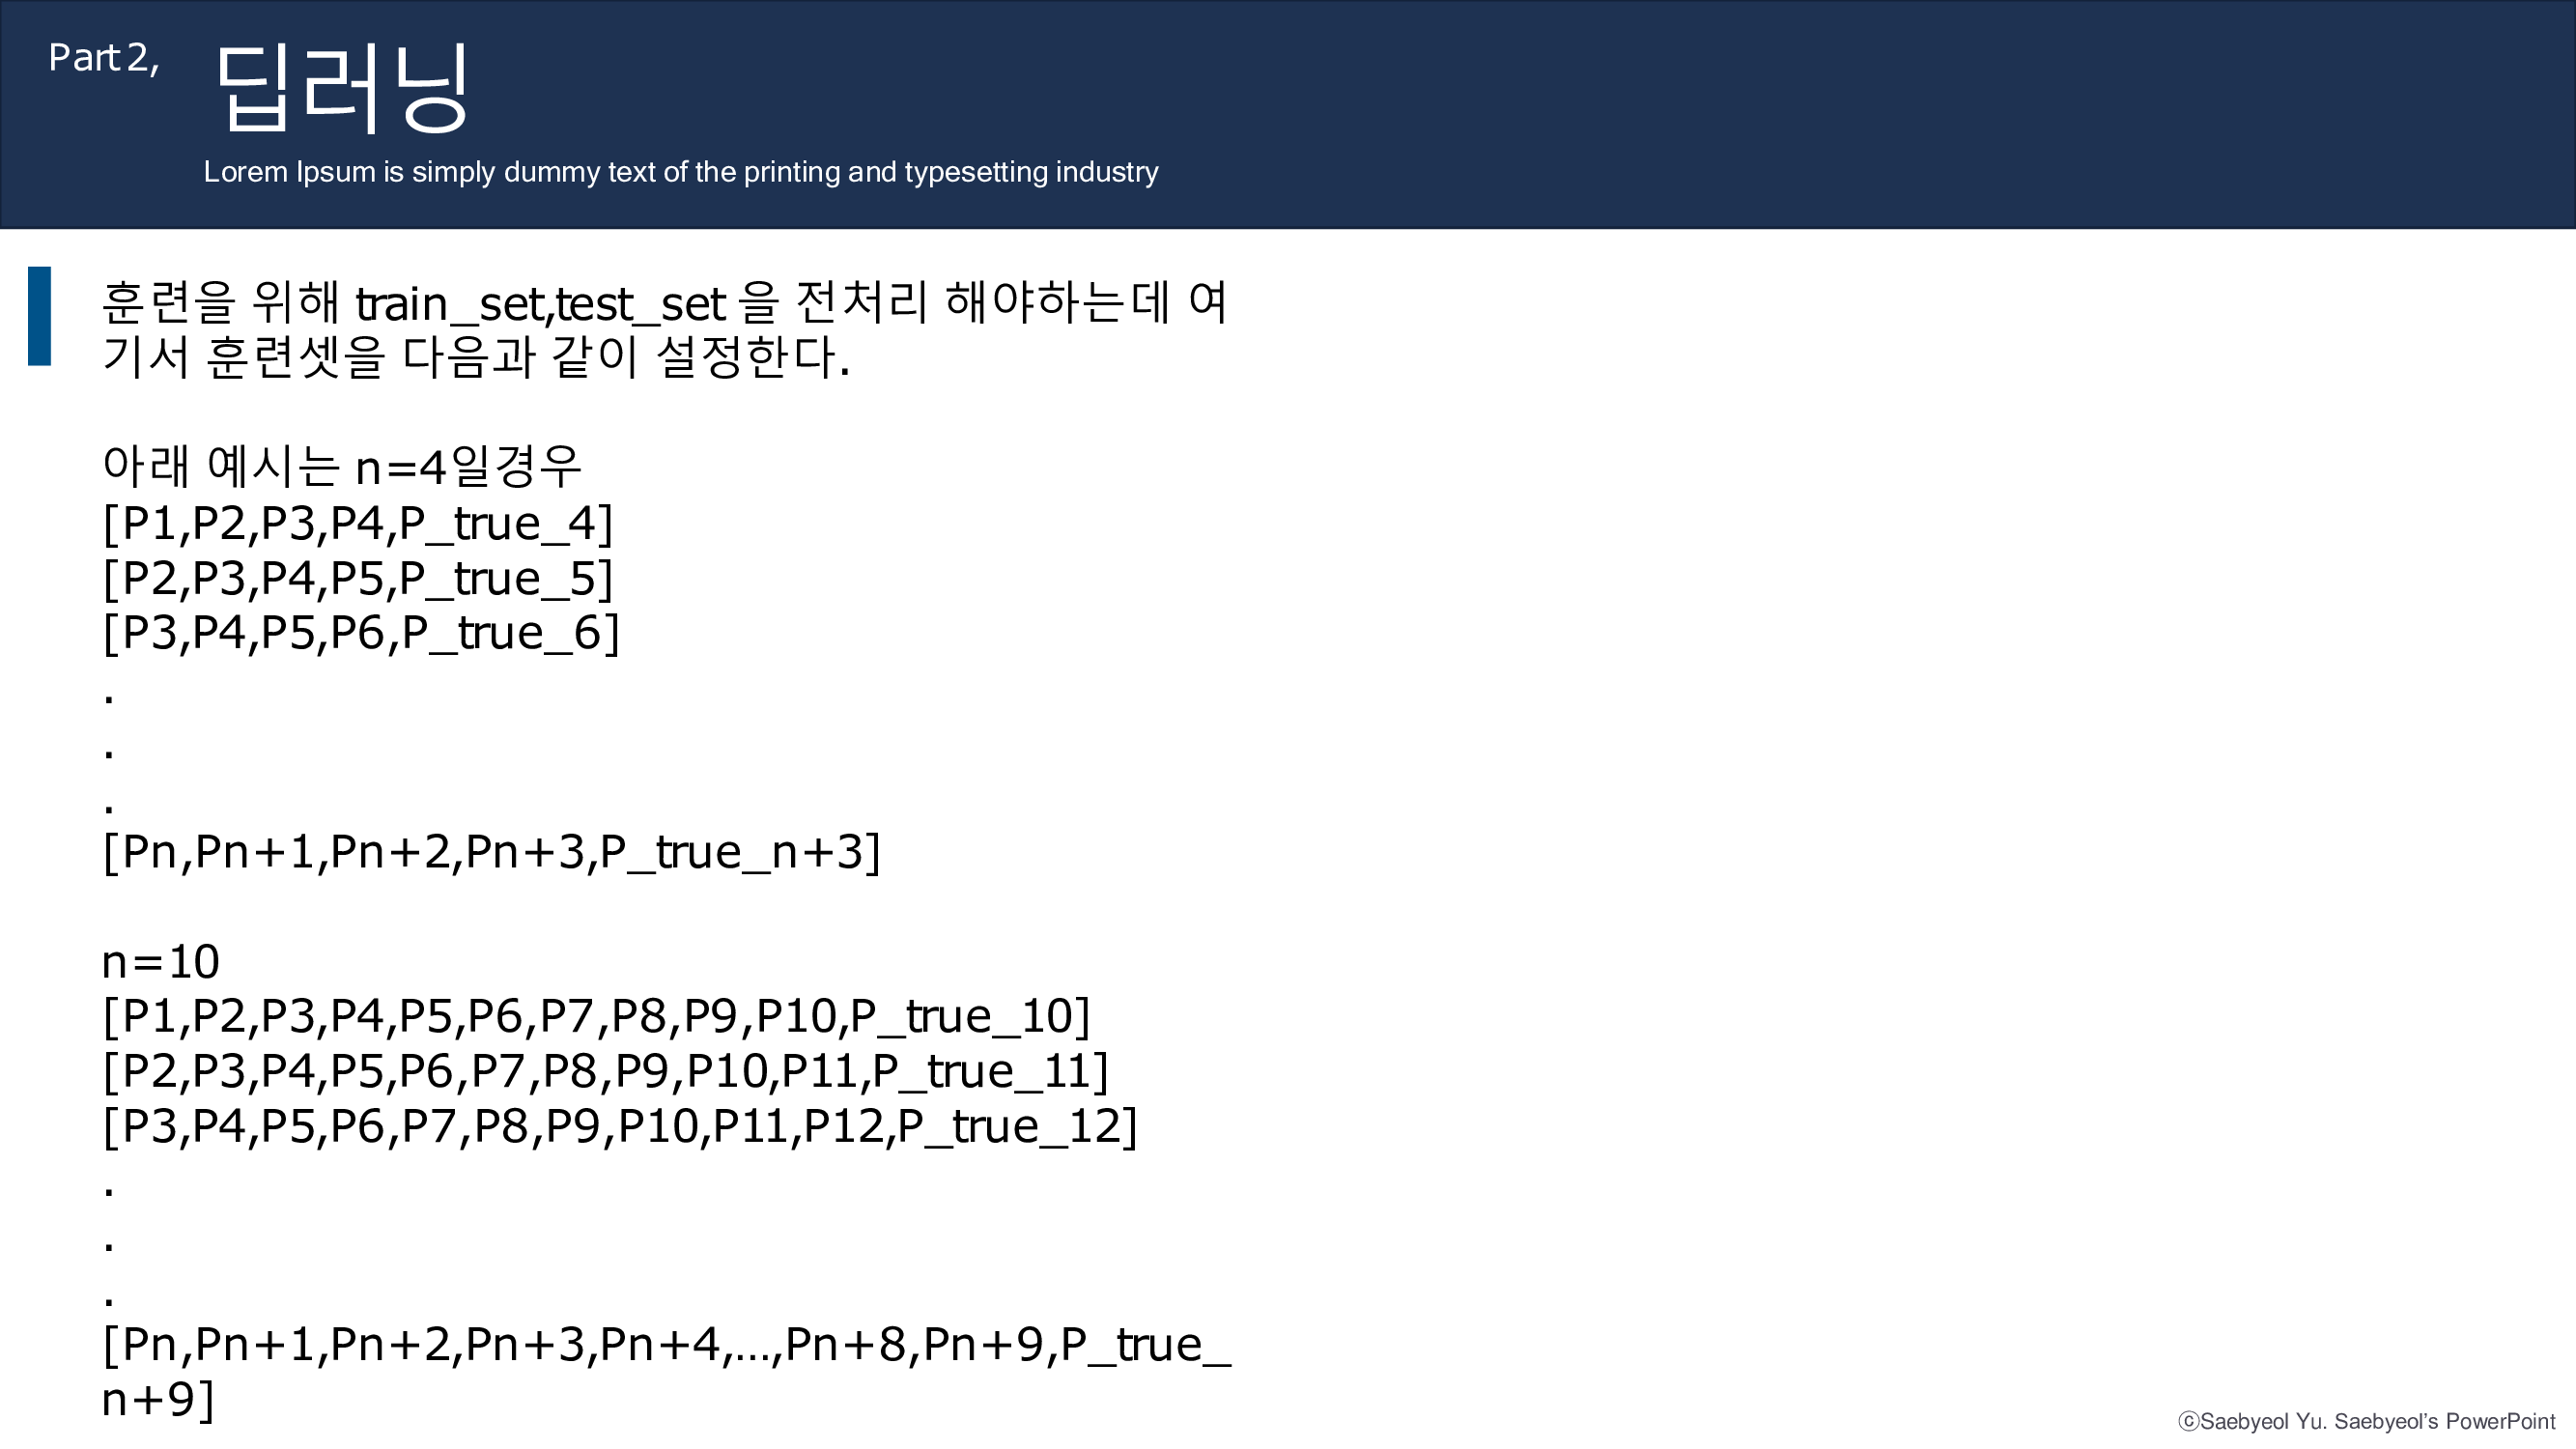 Part 2,
딥러닝
Lorem Ipsum is simply dummy text of the printing and typesetting industry
훈련을 위해 train_set,test_set 을 전처리 해야하는데 여
기서 훈련셋을 다음과 같이 설정한다.
아래 예시는 n=4일경우
[P1,P2,P3,P4,P_true_4]
[P2,P3,P4,P5,P_true_5]
[P3,P4,P5,P6,P_true_6]
.
.
.
[Pn,Pn+1,Pn+2,Pn+3,P_true_n+3]
n=10
[P1,P2,P3,P4,P5,P6,P7,P8,P9,P10,P_true_10]
[P2,P3,P4,P5,P6,P7,P8,P9,P10,P11,P_true_11]
[P3,P4,P5,P6,P7,P8,P9,P10,P11,P12,P_true_12]
.
.
.
[Pn,Pn+1,Pn+2,Pn+3,Pn+4,…,Pn+8,Pn+9,P_true_
n+9]
ⓒSaebyeol Yu. Saebyeol’s PowerPoint